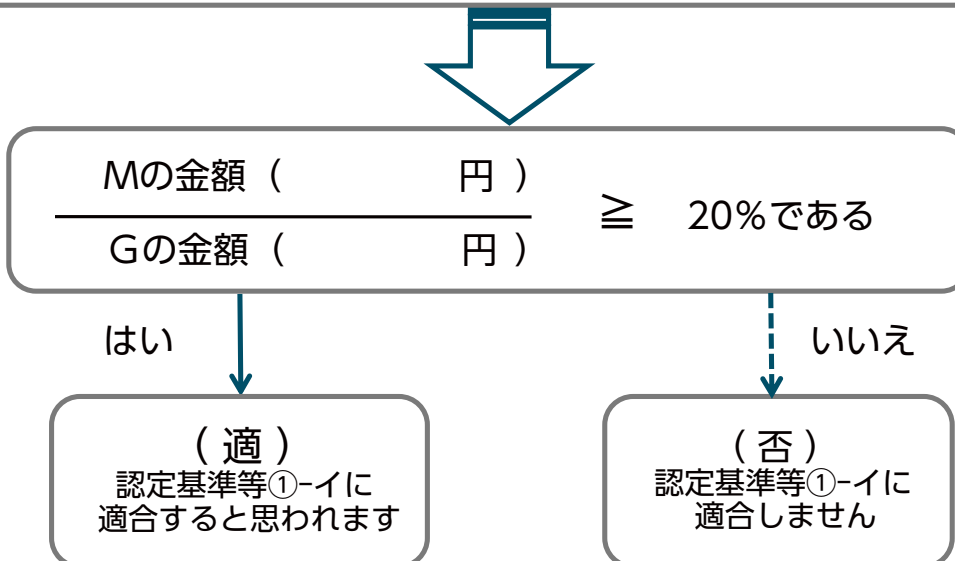 Mの金額（　　　　　円 ）
≧　20%である
Gの金額（　　　　　円 ）
はい
いいえ
（ 適 ）
認定基準等①-イに
適合すると思われます
（ 否 ）
認定基準等①-イに
適合しません